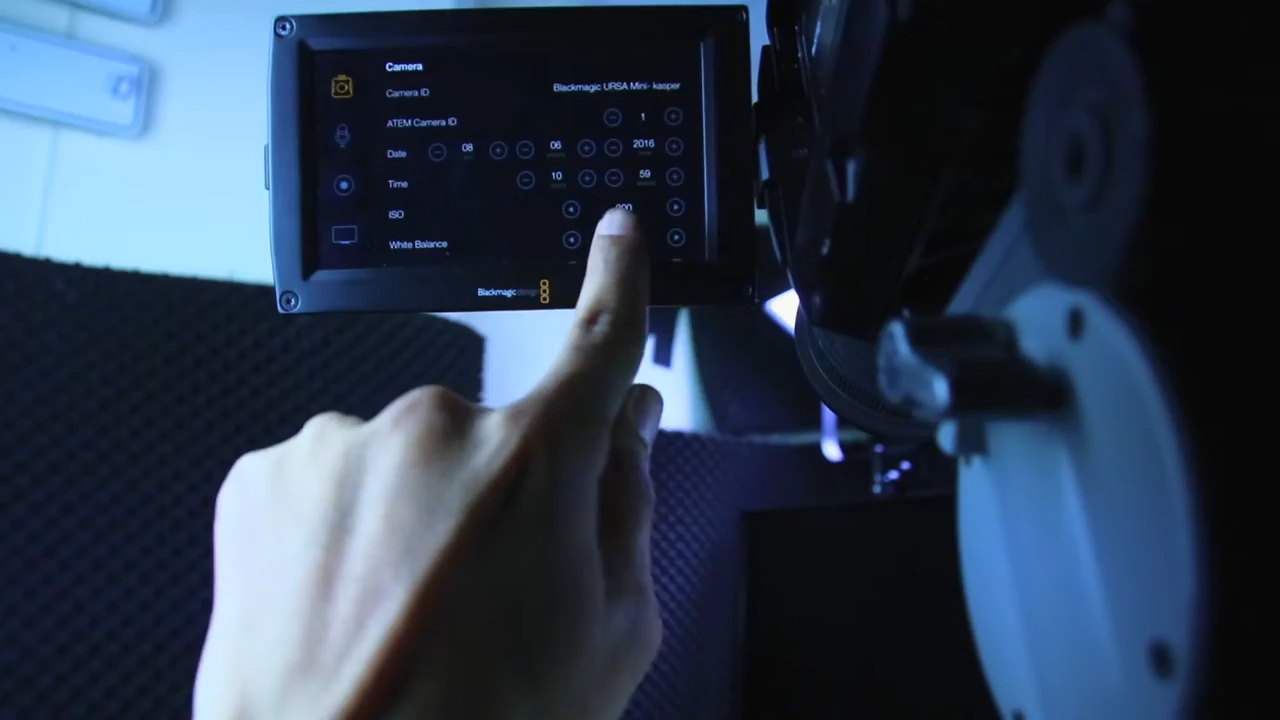 Camera
Camera ID Blackmagic URSA Mini- kasper
ATEM Camera ID 1
Date 08 06 2016
Time 10 59
ISO
White Balance
Blackmagicdesign